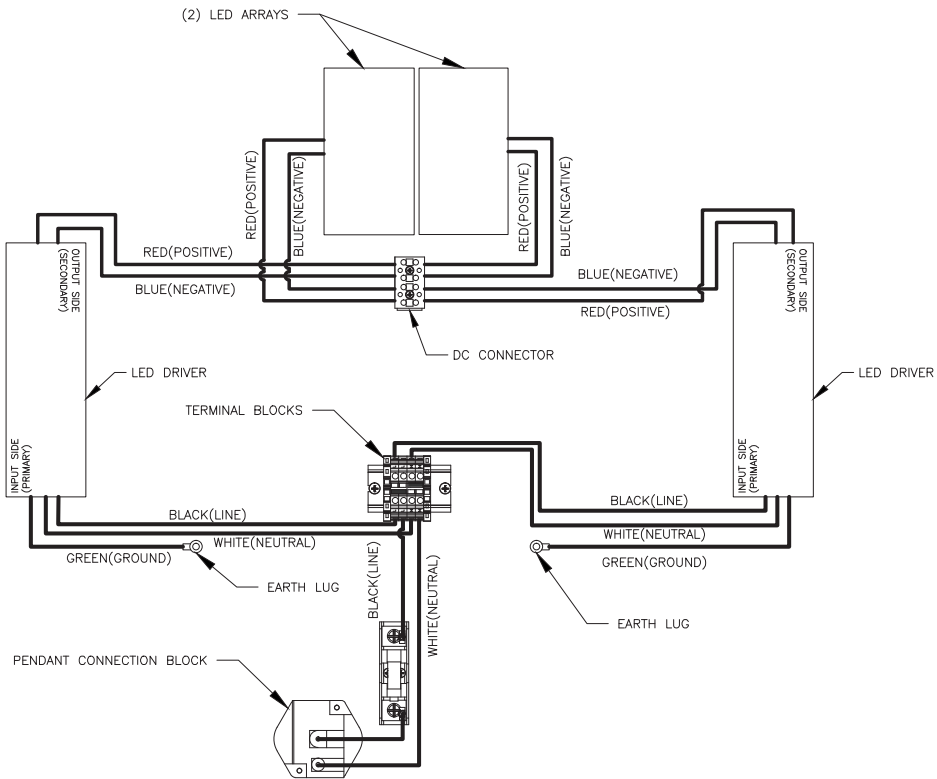 (2) LED ARRAYS
RED(POSITIVE)
BLUE(NEGATIVE)
RED(POSITIVE)
BLUE(NEGATIVE)
OUTPUT SIDE
(SECONDARY)
RED(POSITIVE)
BLUE(NEGATIVE)
BLUE(NEGATIVE)
RED(POSITIVE)
OUTPUT SIDE
(SECONDARY)
DC CONNECTOR
LED DRIVER
LED DRIVER
TERMINAL BLOCKS
INPUT SIDE
(PRIMARY)
INPUT SIDE
(PRIMARY)
BLACK(LINE)
WHITE(NEUTRAL)
GREEN(GROUND)
BLACK(LINE)
WHITE(NEUTRAL)
GREEN(GROUND)
EARTH LUG
BLACK(LINE)
WHITE(NEUTRAL)
EARTH LUG
PENDANT CONNECTION BLOCK